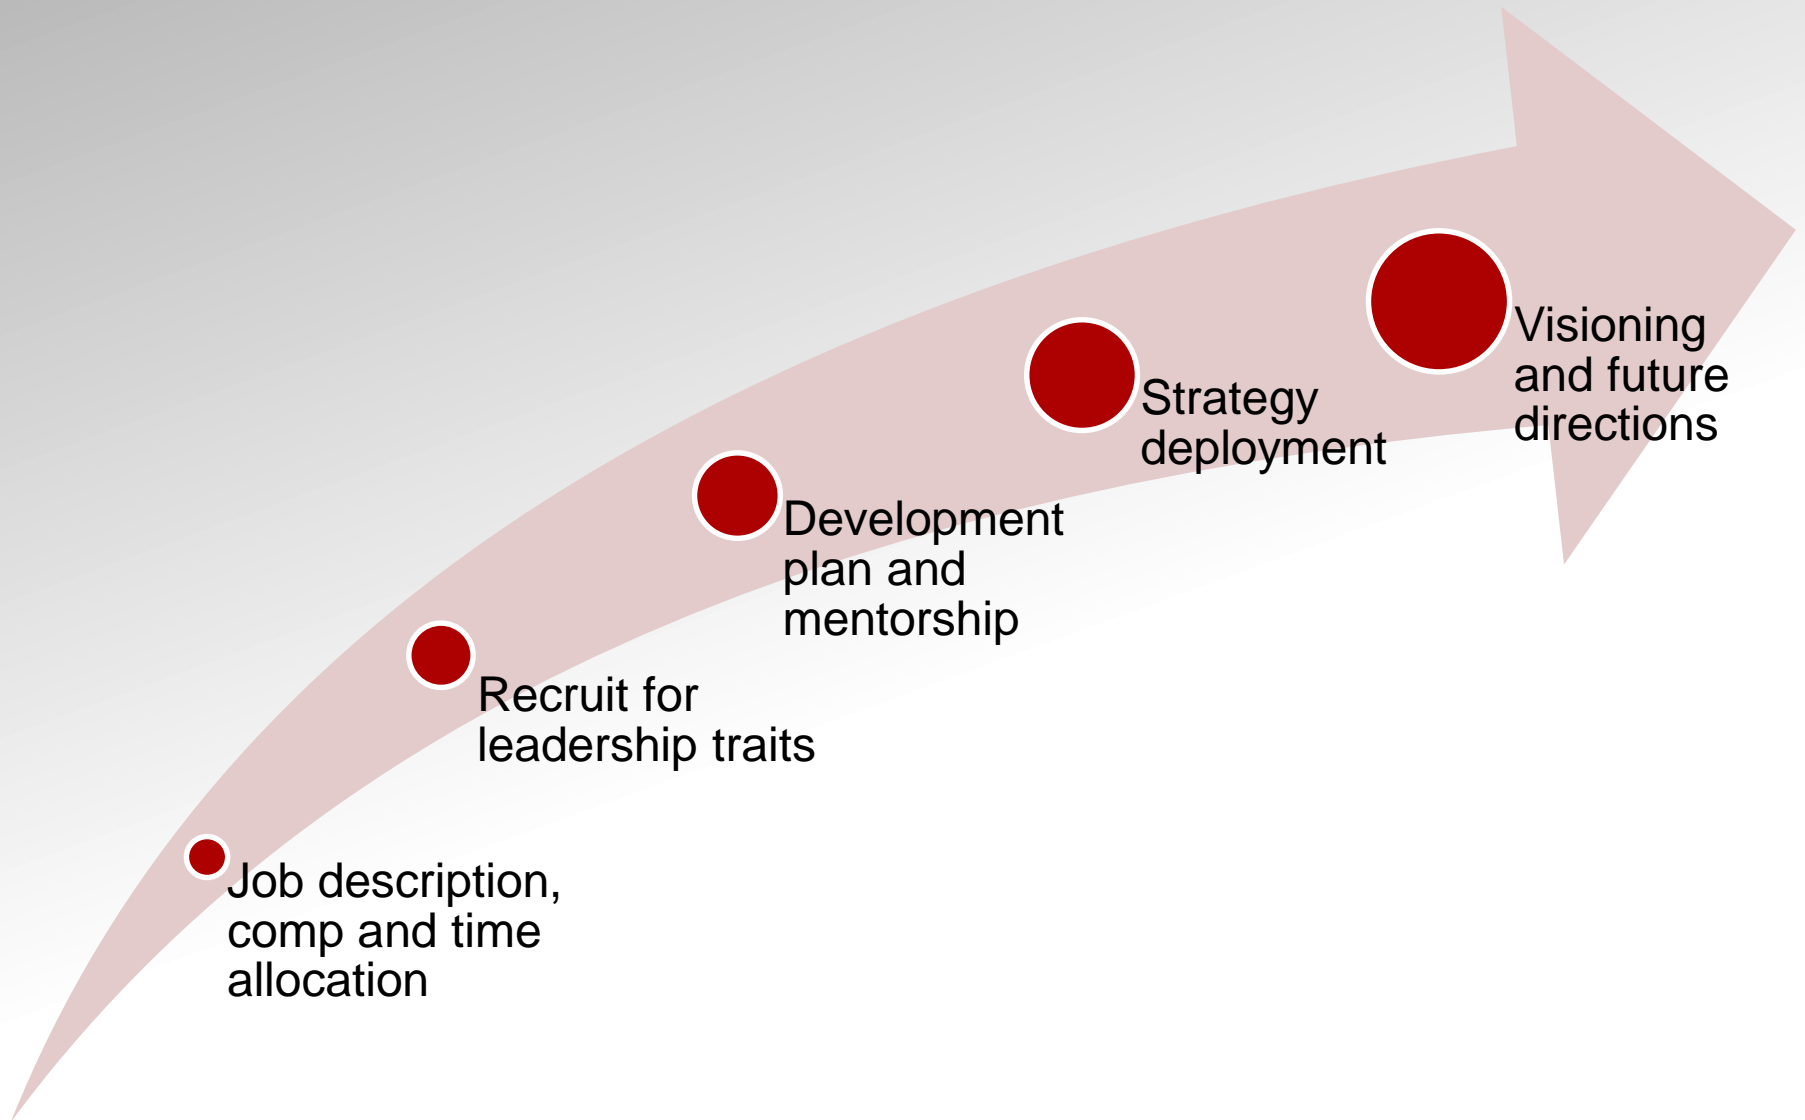 Job description,
comp and time
allocation
Recruit for
leadership traits
Development
plan and
mentorship
Strategy
deployment
Visioning
and future
directions